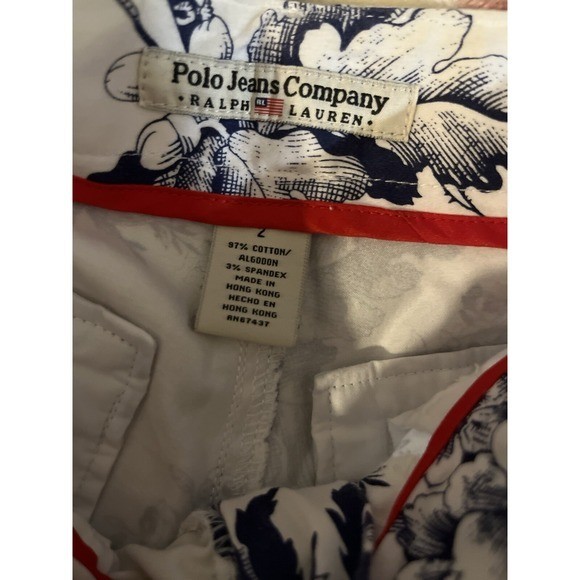 Polo Jeans Company
• RALPH RL LAUREN •
2
97% COTTON/
ALGODON
3% SPANDEX
MADE IN
HONG KONG
HECHO EN
HONG KONG
RN67437